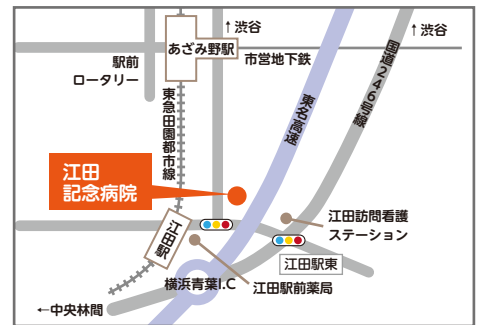 ↑渋谷
↑渋谷
あざみ野駅
市営地下鉄
駅前
ロータリー
国道246号線
東名高速
東急田園都市線
江田
記念病院
江田訪問看護
ステーション
江田駅
江田駅東
横浜青葉I.C
江田駅前薬局
←中央林間